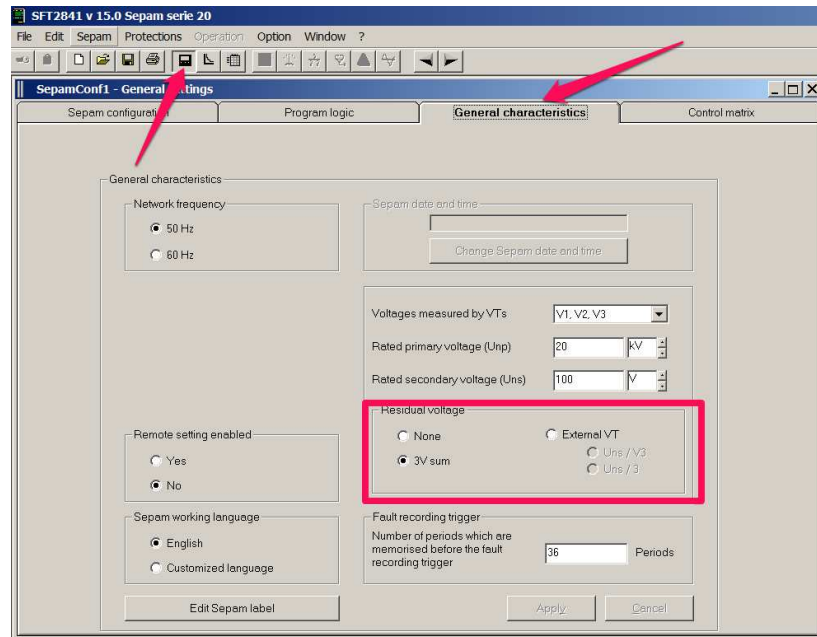 SFT2841 v 15.0 Sepam serie 20
File Edit Sepam Protections Operation Option Window ?
SepamConf1 - General settings
Sepam configuration Program logic General characteristics Control matrix
General characteristics
Network frequency
50 Hz
60 Hz
Sepam date and time
Change Sepam date and time
Voltages measured by VTs V1, V2, V3
Rated primary voltage (Unp) 20 kV
Rated secondary voltage (Uns) 100 V
Residual voltage
None External VT
Uns / V3
3V sum
Uns / 3
Remote setting enabled
Yes
No
Sepam working language
English
Customized language
Fault recording trigger
Number of periods which are
memorised before the fault
recording trigger
36 Periods
Edit Sepam label Apply Cancel